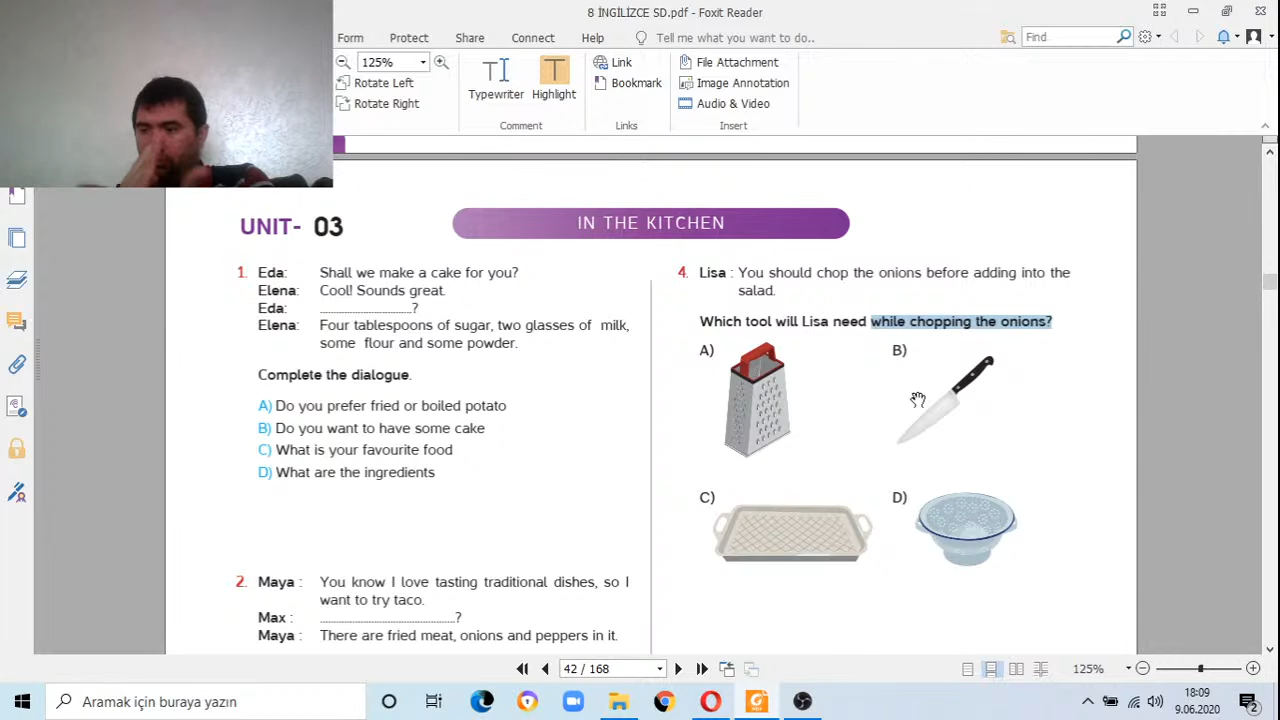 8 İNGİLİZCE SD.pdf - Foxit Reader
Form Protect Share Connect Help Tell me what you want to do.. Find
125%
Rotate Left
Rotate Right
Typewriter
Highlight
Comment
Link
Bookmark
Links
File Attachment
Image Annotation
Audio & Video
Insert
UNIT- 03
IN THE KITCHEN
1. Eda: Shall we make a cake for you?
Elena: Cool! Sounds great.
Eda: ..............................?
Elena: Four tablespoons of sugar, two glasses of milk,
some flour and some powder.
Complete the dialogue.
A) Do you prefer fried or boiled potato
B) Do you want to have some cake
C) What is your favourite food
D) What are the ingredients
2. Maya : You know I love tasting traditional dishes, so I
want to try taco.
Max : ............................................?
Maya : There are fried meat, onions and peppers in it.
4. Lisa : You should chop the onions before adding into the
salad.
Which tool will Lisa need while chopping the onions?
A)
B)
C)
D)
42 / 168
125%
Aramak için buraya yazın
18:09
9.06.2020
2